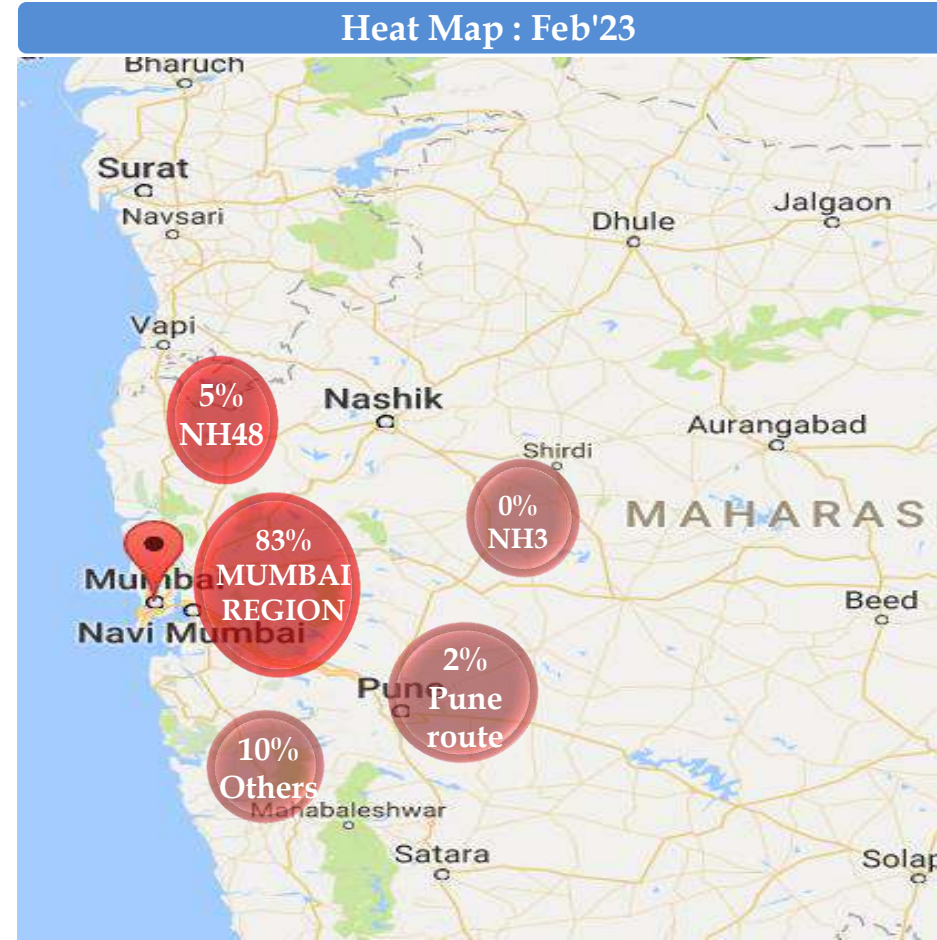 Heat Map : Feb'23
Bharuch
Surat
Navsari
Dhule
Jalgaon
Vapi
5%
NH48
Nashik
Aurangabad
Shirdi
0%
NH3
MAHARAS
83%
MUMBAI
REGION
Mumbai
Navi Mumbai
Beed
2%
Pune
route
Pune
10%
Others
Mahabaleshwar
Satara
Solap